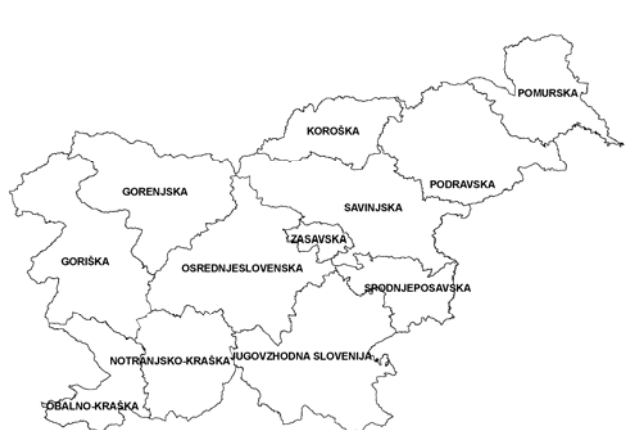 POMURSKA
KOROŠKA
PODRAVSKA
GORENJSKA
SAVINJSKA
ZASAVSKA
GORIŠKA
OSREDNJESLOVENSKA
SPODNJEPOSAVSKA
NOTRANJSKO-KRAŠKA
JUGOVZHODNA SLOVENIJA
OBALNO-KRAŠKA